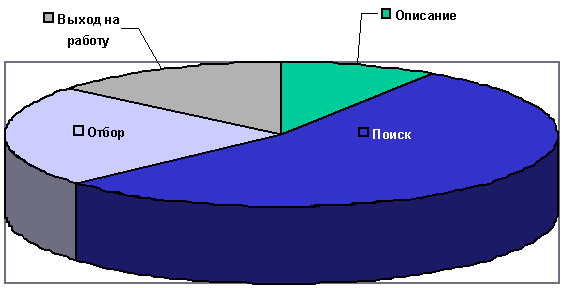 Выход на
работу
Описание
Отбор
Поиск